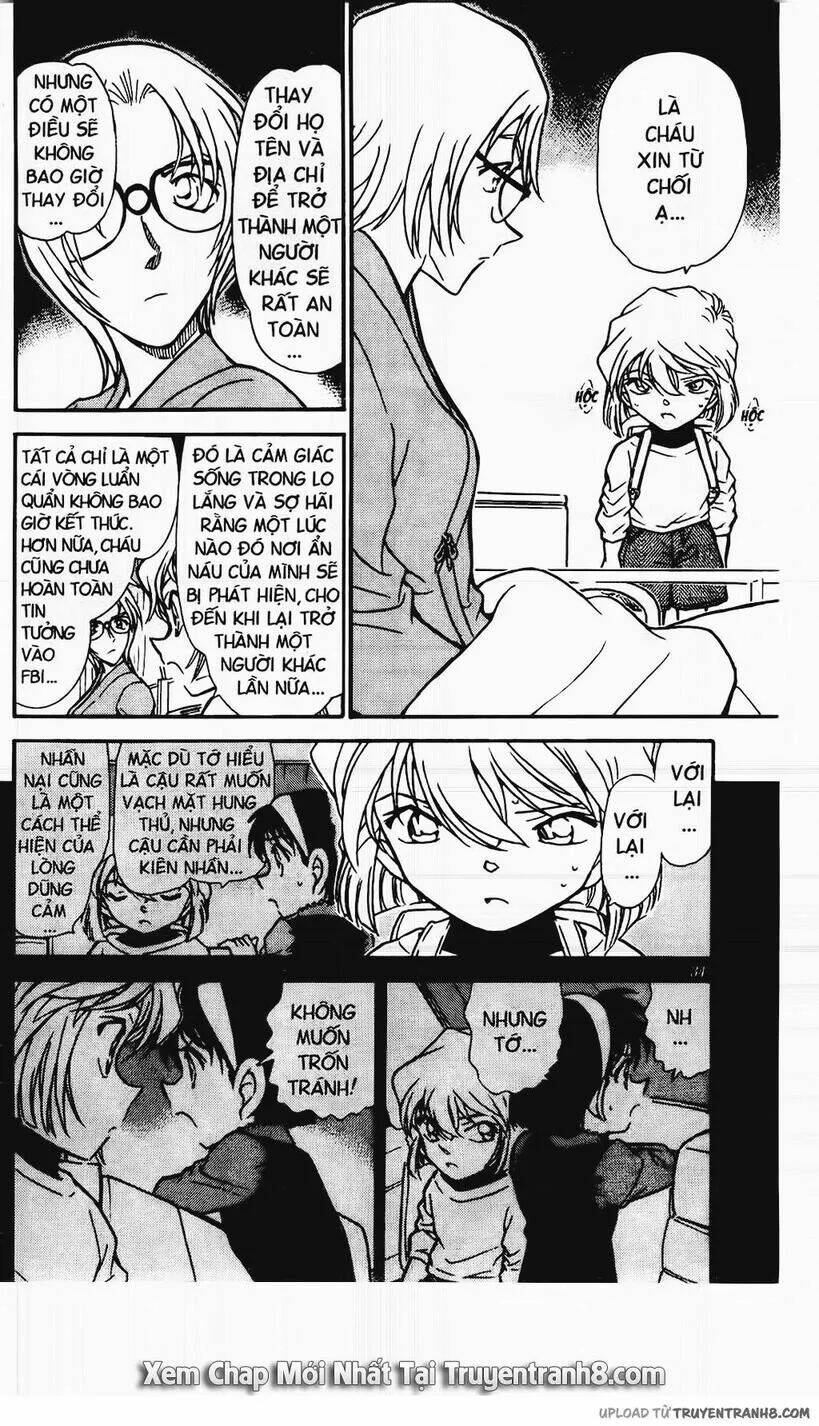 LÀ
CHÁU
XIN TỪ
CHỐI
Ạ...
HỘC
HỘC
THAY
ĐỔI HỌ
TÊN VÀ
ĐỊA CHỈ
ĐỂ TRỞ
THÀNH MỘT
NGƯỜI
KHÁC SẼ
RẤT AN
TOÀN
...
NHƯNG
CÓ MỘT
ĐIỀU SẼ
KHÔNG
BAO GIỜ
THAY ĐỔI
...
ĐÓ LÀ CẢM GIÁC
SỐNG TRONG LO
LẮNG VÀ SỢ HÃI
RẰNG MỘT LÚC
NÀO ĐÓ NƠI ẨN
NÁU CỦA MÌNH SẼ
BỊ PHÁT HIỆN, CHO
ĐẾN KHI LẠI TRỞ
THÀNH MỘT
NGƯỜI KHÁC
LẦN NỮA...
TẤT CẢ CHỈ LÀ MỘT
CÁI VÒNG LUẨN
QUẨN KHÔNG BAO
GIỜ KẾT THÚC.
HƠN NỮA, CHÁU
CŨNG CHƯA
HOÀN TOÀN
TIN
TƯỞNG
VÀO
FBI...
VỚI
LẠI
...
VỚI
LẠI
...
MẶC DÙ TỚ HIỂU
LÀ CẬU RẤT MUỐN
VẠCH MẶT HUNG
THỦ, NHƯNG
CẬU CẦN PHẢI
KIÊN NHẪN...
NHẪN
NẠI CŨNG
LÀ MỘT
CÁCH THỂ
HIỆN CỦA
LÒNG
DŨNG
CẢM
...
34
NH
...
NHƯNG
TỚ...
KHÔNG
MUỐN
TRỐN
TRÁNH!
Xem Chap Mới Nhất Tại Truyentranh8.com
UPLOAD TỪ TRUYENTRANH8.COM